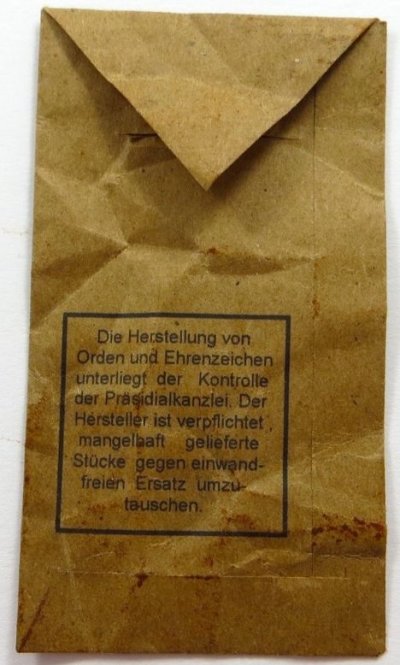 Die Herstellung von
Orden und Ehrenzeichen
unterliegt der Kontrolle
der Präsidialkanzlei. Der
Hersteller ist verpflichtet,
mangelhaft gelieferte
Stücke gegen einwand-
freien Ersatz umzu-
tauschen.